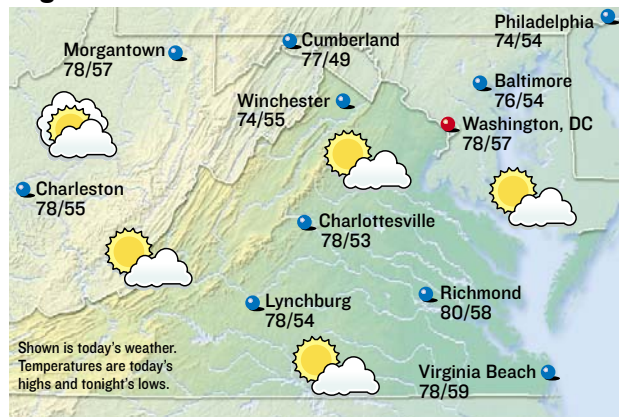 Philadelphia
74/54
Morgantown
78/57
Cumberland
77/49
Baltimore
76/54
Winchester
74/55
Washington, DC
78/57
Charleston
78/55
Charlottesville
78/53
Lynchburg
78/54
Richmond
80/58
Shown is today's weather.
Temperatures are today's
highs and tonight's lows.
Virginia Beach
78/59